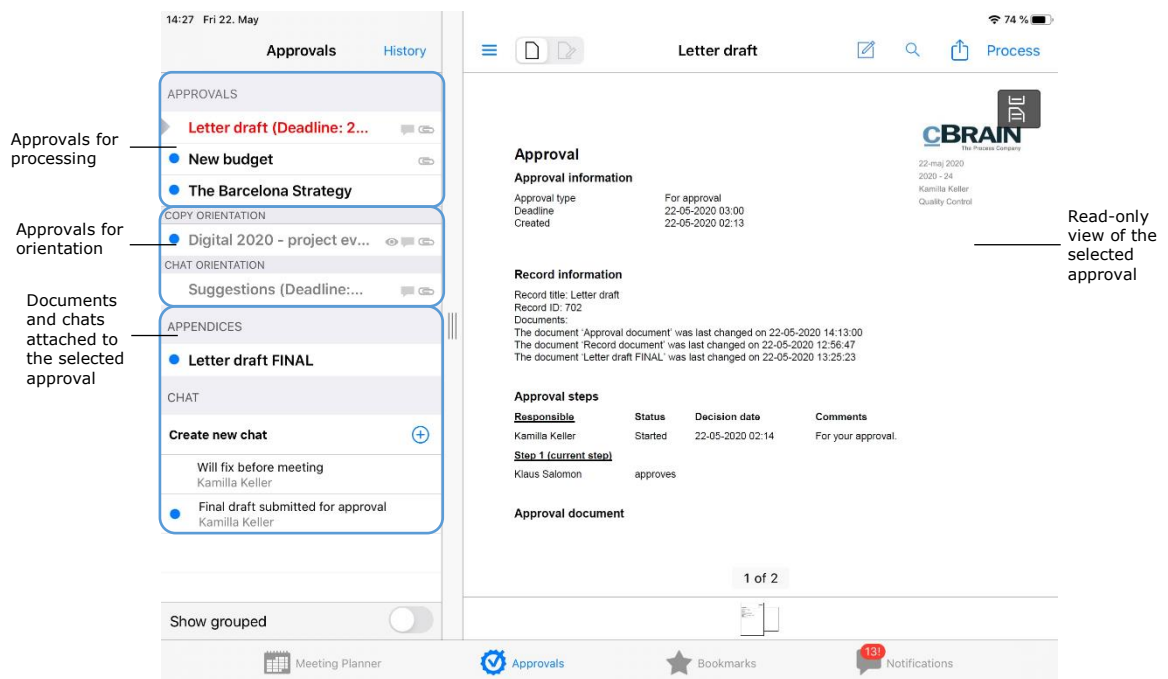 14:27 Fri 22. May
74 %
Approvals
History
Letter draft
Process
APPROVALS
Letter draft (Deadline: 2...
New budget
The Barcelona Strategy
COPY ORIENTATION
Digital 2020 - project ev...
CHAT ORIENTATION
Suggestions (Deadline:...
APPENDICES
Letter draft FINAL
CHAT
Create new chat
Will fix before meeting
Kamilla Keller
Final draft submitted for approval
Kamilla Keller
Show grouped
Approvals for
processing
Approvals for
orientation
Documents
and chats
attached to
the selected
approval
cBRAIN
The Process Company
22-maj 2020
2020 - 24
Kamilla Keller
Quality Control
Approval
Approval information
Approval type For approval
Deadline 22-05-2020 03:00
Created 22-05-2020 02:13
Record information
Record title: Letter draft
Record ID: 702
Documents:
The document 'Approval document' was last changed on 22-05-2020 14:13:00
The document 'Record document' was last changed on 22-05-2020 12:56:47
The document 'Letter draft FINAL' was last changed on 22-05-2020 13:25:23
Approval steps
Responsible Status Decision date Comments
Kamilla Keller Started 22-05-2020 02:14 For your approval.
Step 1 (current step)
Klaus Salomon approves
Approval document
1 of 2
Read-only
view of the
selected
approval
Meeting Planner
Approvals
Bookmarks
13!
Notifications